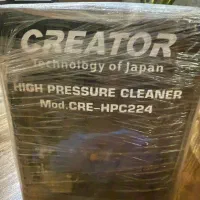 CREATOR
Technology of Japan
HIGH PRESSURE CLEANER
Mod.CRE-HPC224